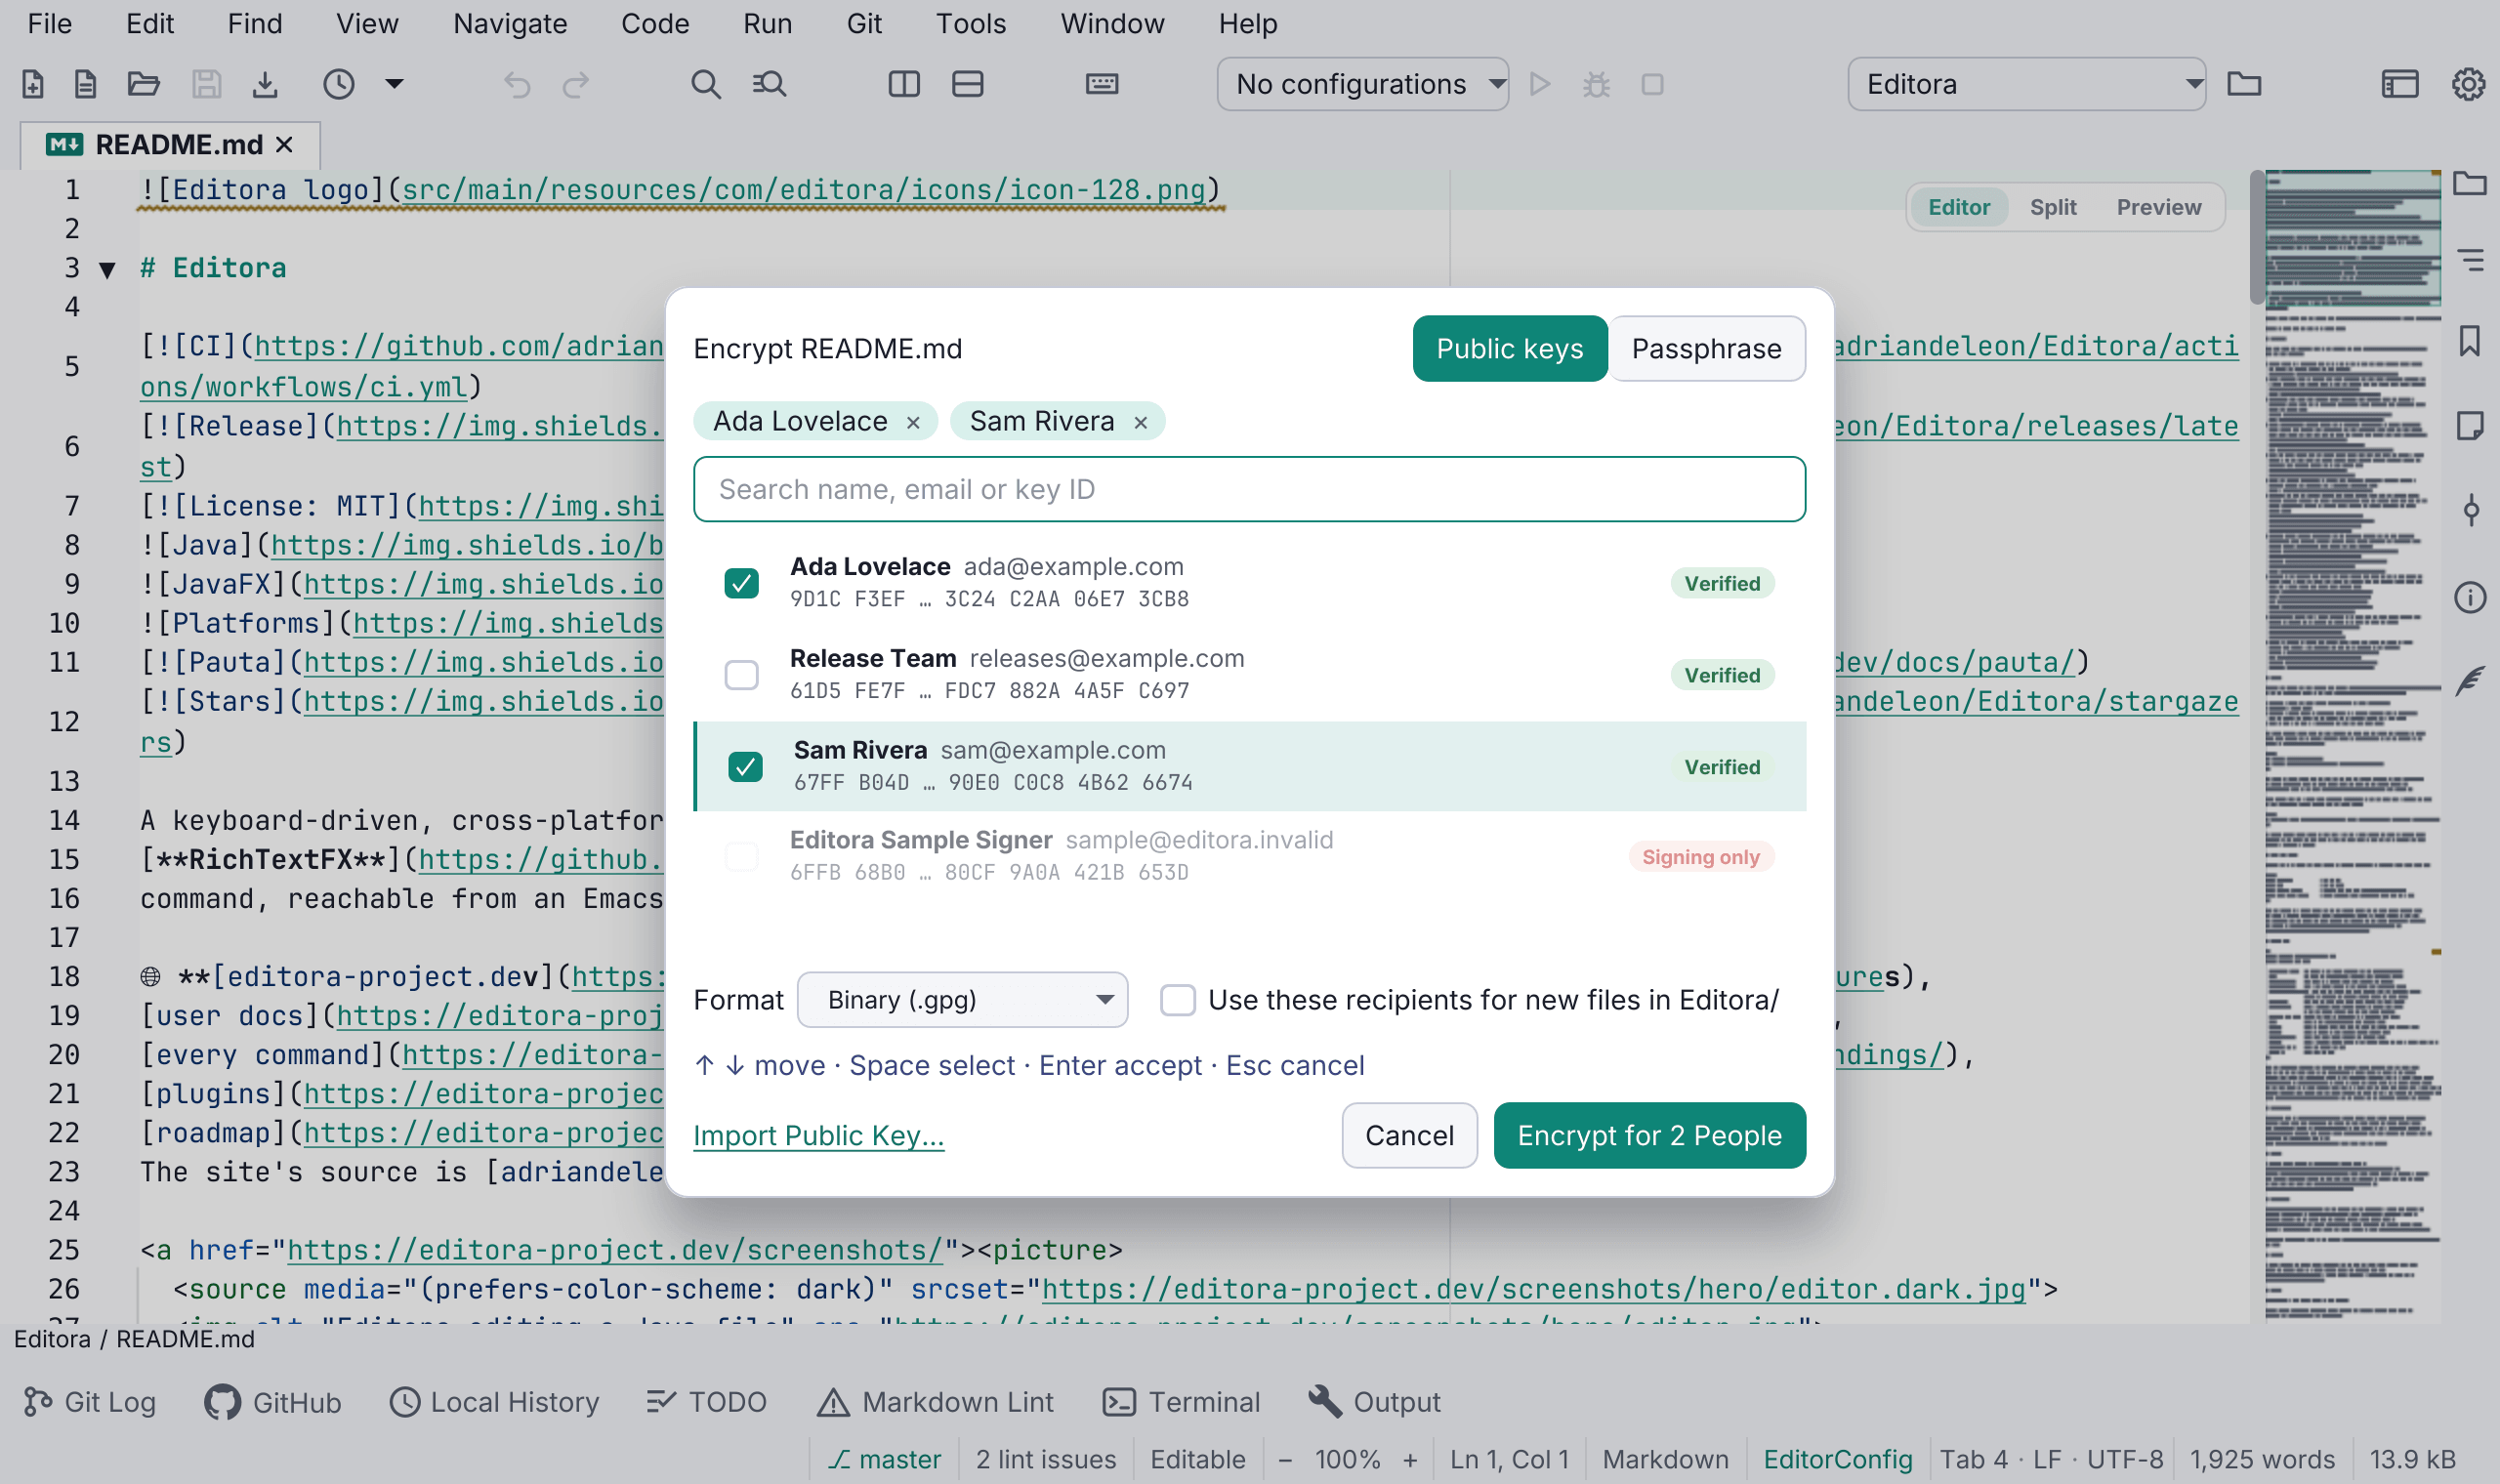 File Edit Find View Navigate Code Run Git Tools Window Help
No configurations Editora
README.md
Editor Split Preview
1 ![Editora logo](src/main/resources/com/editora/icons/icon-128.png)
2
3 # Editora
4
5 [![CI](https://github.com/adrian adriandeleon/Editora/acti
ons/workflows/ci.yml)
6 [![Release](https://img.shields. eon/Editora/releases/late
st)
7 [![License: MIT](https://img.shi
8 ![Java](https://img.shields.io/b
9 ![JavaFX](https://img.shields.io
10 ![Platforms](https://img.shields
11 [![Pauta](https://img.shields.io dev/docs/pauta/)
12 [![Stars](https://img.shields.io andeleon/Editora/stargaze
rs)
13
14 A keyboard-driven, cross-platfor
15 [**RichTextFX**](https://github.
16 command, reachable from an Emacs
17
18 **[editora-project.dev](https: ures),
19 [user docs](https://editora-proj ,
20 [every command](https://editora- ndings/),
21 [plugins](https://editora-projec
22 [roadmap](https://editora-projec
23 The site's source is [adriandele
24
25 <a href="https://editora-project.dev/screenshots/"><picture>
26 <source media="(prefers-color-scheme: dark)" srcset="https://editora-project.dev/screenshots/hero/editor.dark.jpg">
Encrypt README.md
Public keys Passphrase
Ada Lovelace × Sam Rivera ×
Search name, email or key ID
Ada Lovelace ada@example.com
9D1C F3EF … 3C24 C2AA 06E7 3CB8
Verified
Release Team releases@example.com
61D5 FE7F … FDC7 882A 4A5F C697
Verified
Sam Rivera sam@example.com
67FF B04D … 90E0 C0C8 4B62 6674
Verified
Editora Sample Signer sample@editora.invalid
6FFB 68B0 … 80CF 9A0A 421B 653D
Signing only
Format Binary (.gpg) Use these recipients for new files in Editora/
↑ ↓ move · Space select · Enter accept · Esc cancel
Import Public Key... Cancel Encrypt for 2 People
Editora / README.md
Git Log GitHub Local History TODO Markdown Lint Terminal Output
master 2 lint issues Editable − 100% + Ln 1, Col 1 Markdown EditorConfig Tab 4 · LF · UTF-8 1,925 words 13.9 kB